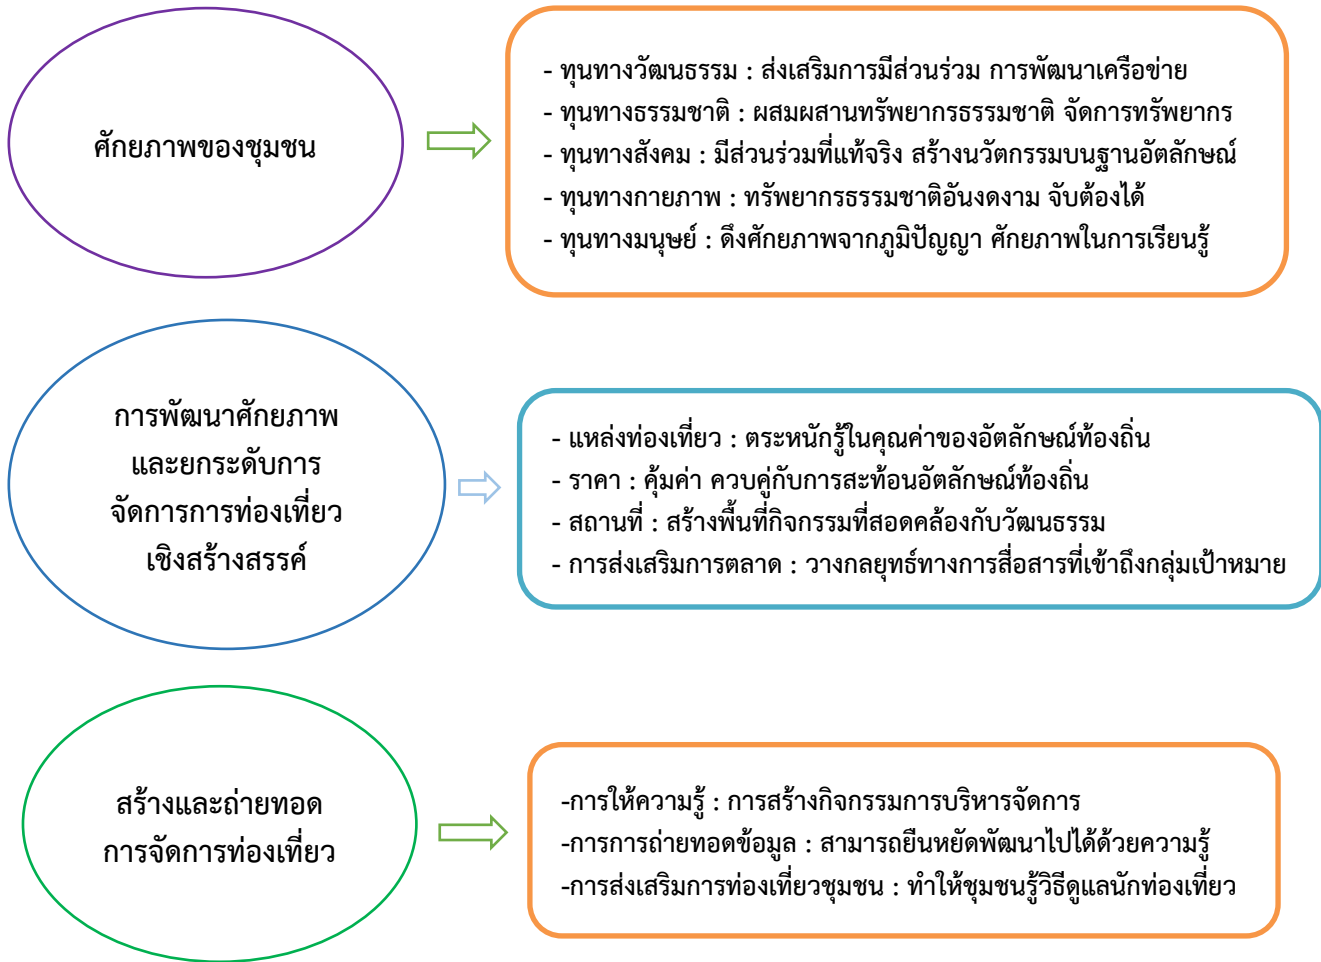 ศักยภาพของชุมชน
- ทุนทางวัฒนธรรม : ส่งเสริมการมีส่วนร่วม การพัฒนาเครือข่าย
- ทุนทางธรรมชาติ : ผสมผสานทรัพยากรธรรมชาติ จัดการทรัพยากร
- ทุนทางสังคม : มีส่วนร่วมที่แท้จริง สร้างนวัตกรรมบนฐานอัตลักษณ์
- ทุนทางกายภาพ : ทรัพยากรธรรมชาติอันงดงาม จับต้องได้
- ทุนทางมนุษย์ : ดึงศักยภาพจากภูมิปัญญา ศักยภาพในการเรียนรู้
การพัฒนาศักยภาพ
และยกระดับการ
จัดการการท่องเที่ยว
เชิงสร้างสรรค์
- แหล่งท่องเที่ยว : ตระหนักรู้ในคุณค่าของอัตลักษณ์ท้องถิ่น
- ราคา : คุ้มค่า ควบคู่กับการสะท้อนอัตลักษณ์ท้องถิ่น
- สถานที่ : สร้างพื้นที่กิจกรรมที่สอดคล้องกับวัฒนธรรม
- การส่งเสริมการตลาด : วางกลยุทธ์ทางการสื่อสารที่เข้าถึงกลุ่มเป้าหมาย
สร้างและถ่ายทอด
การจัดการท่องเที่ยว
-การให้ความรู้ : การสร้างกิจกรรมการบริหารจัดการ
-การการถ่ายทอดข้อมูล : สามารถยืนหยัดพัฒนาไปได้ด้วยความรู้
-การส่งเสริมการท่องเที่ยวชุมชน : ทำให้ชุมชนรู้วิธีดูแลนักท่องเที่ยว